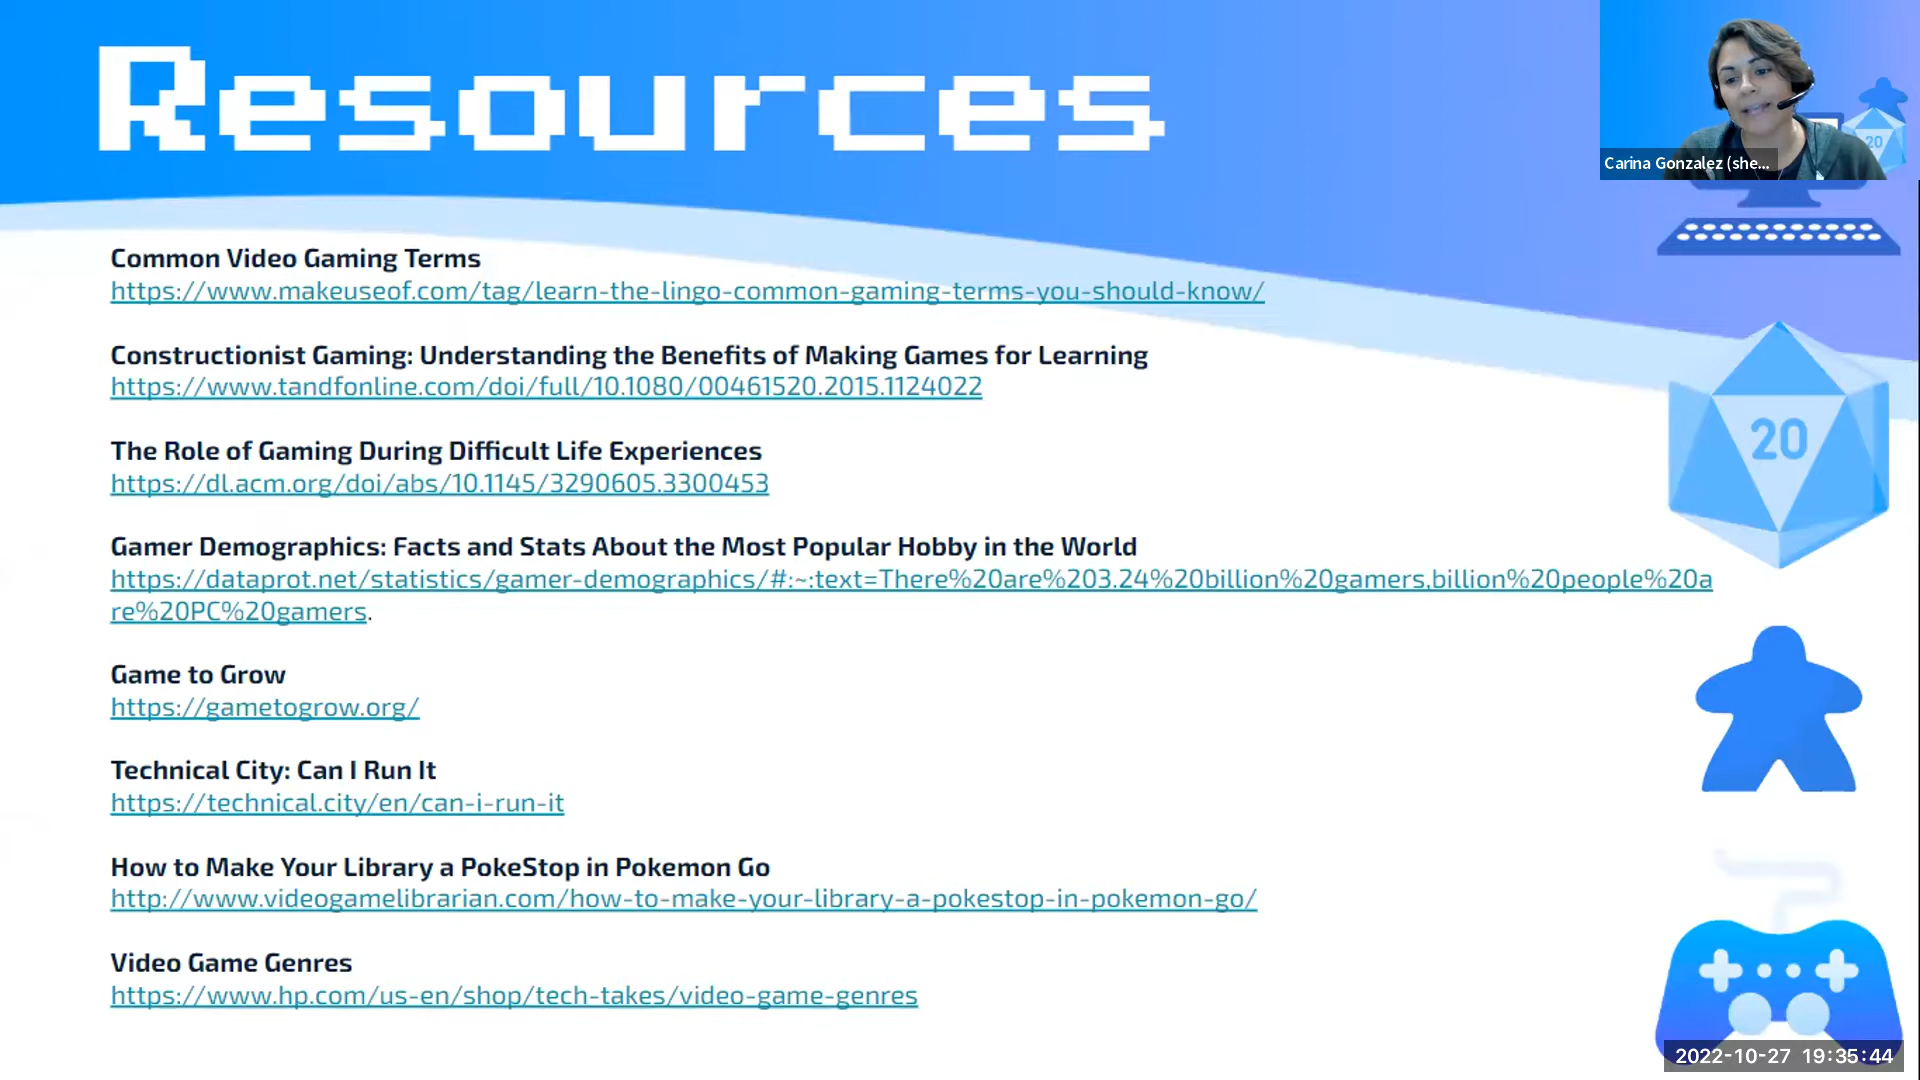 Resources
Carina Gonzalez (she...
20
Common Video Gaming Terms
https://www.makeuseof.com/tag/learn-the-lingo-common-gaming-terms-you-should-know/
Constructionist Gaming: Understanding the Benefits of Making Games for Learning
https://www.tandfonline.com/doi/full/10.1080/00461520.2015.1124022
The Role of Gaming During Difficult Life Experiences
https://dl.acm.org/doi/abs/10.1145/3290605.3300453
20
Gamer Demographics: Facts and Stats About the Most Popular Hobby in the World
https://dataprot.net/statistics/gamer-demographics/#:~:text=There%20are%203.24%20billion%20gamers,billion%20people%20a
re%20PC%20gamers.
Game to Grow
https://gametogrow.org/
Technical City: Can I Run It
https://technical.city/en/can-i-run-it
How to Make Your Library a PokeStop in Pokemon Go
http://www.videogamelibrarian.com/how-to-make-your-library-a-pokestop-in-pokemon-go/
Video Game Genres
https://www.hp.com/us-en/shop/tech-takes/video-game-genres
2022-10-27 19:35:44